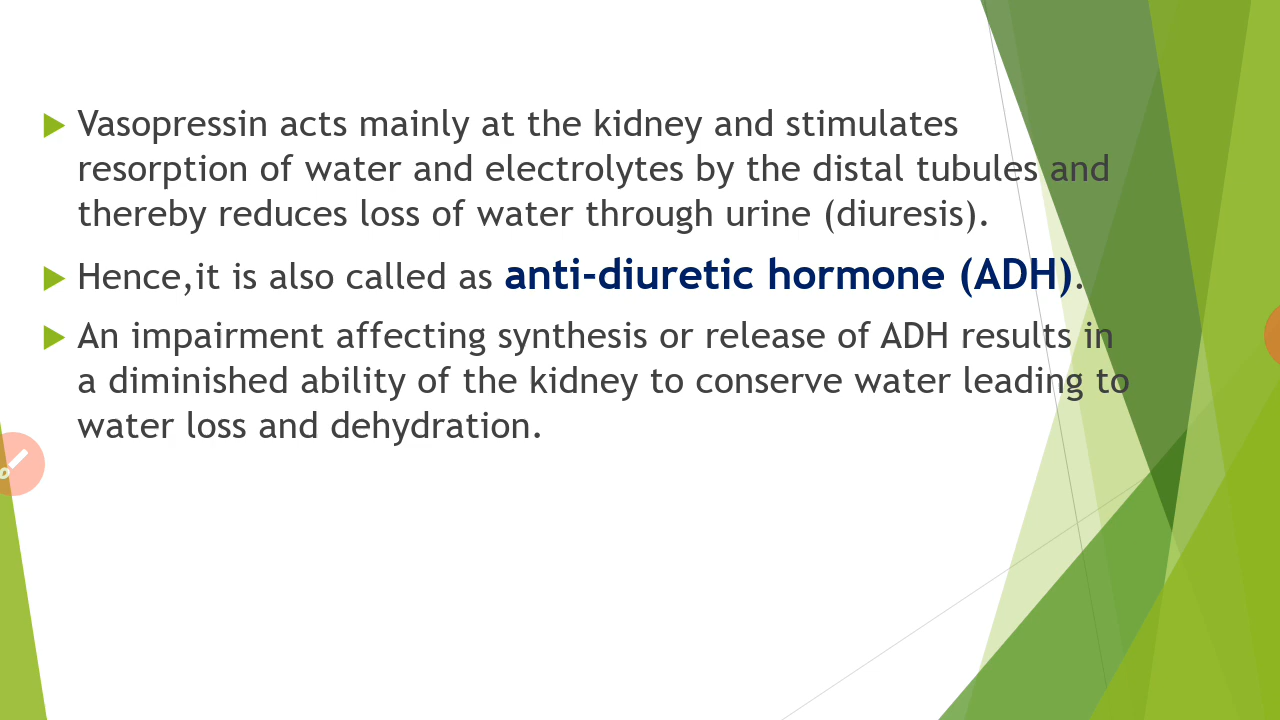 Vasopressin acts mainly at the kidney and stimulates
resorption of water and electrolytes by the distal tubules and
thereby reduces loss of water through urine (diuresis).
Hence,it is also called as anti-diuretic hormone (ADH).
An impairment affecting synthesis or release of ADH results in
a diminished ability of the kidney to conserve water leading to
water loss and dehydration.